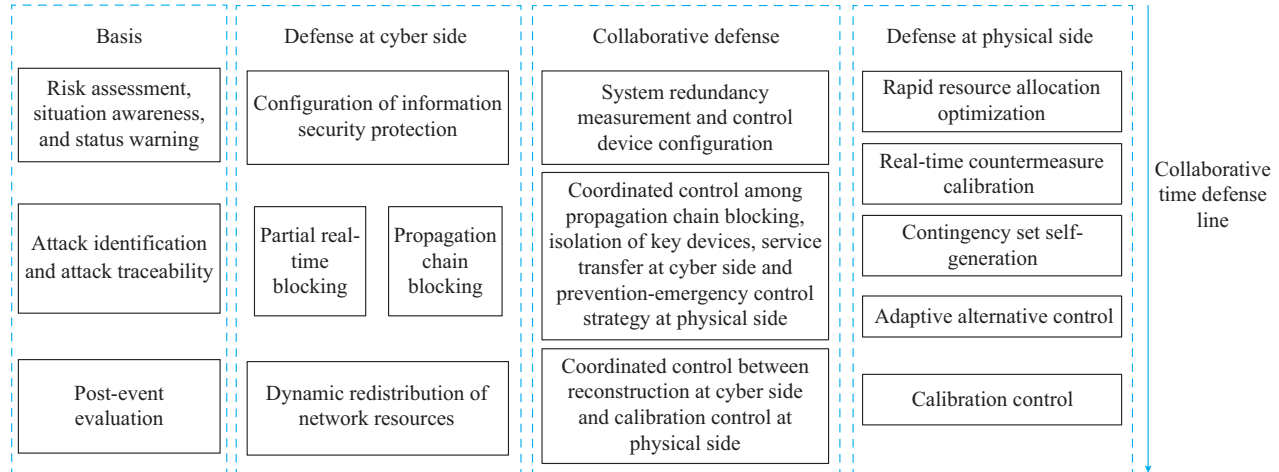 Basis
Risk assessment,
situation awareness,
and status warning
Attack identification
and attack traceability
Post-event
evaluation
Defense at cyber side
Configuration of information
security protection
Partial real-
time
blocking
Propagation
chain
blocking
Dynamic redistribution of
network resources
Collaborative defense
System redundancy
measurement and control
device configuration
Coordinated control among
propagation chain blocking,
isolation of key devices, service
transfer at cyber side and
prevention-emergency control
strategy at physical side
Coordinated control between
reconstruction at cyber side
and calibration control at
physical side
Defense at physical side
Rapid resource allocation
optimization
Real-time countermeasure
calibration
Contingency set self-
generation
Adaptive alternative control
Calibration control
Collaborative
time defense
line